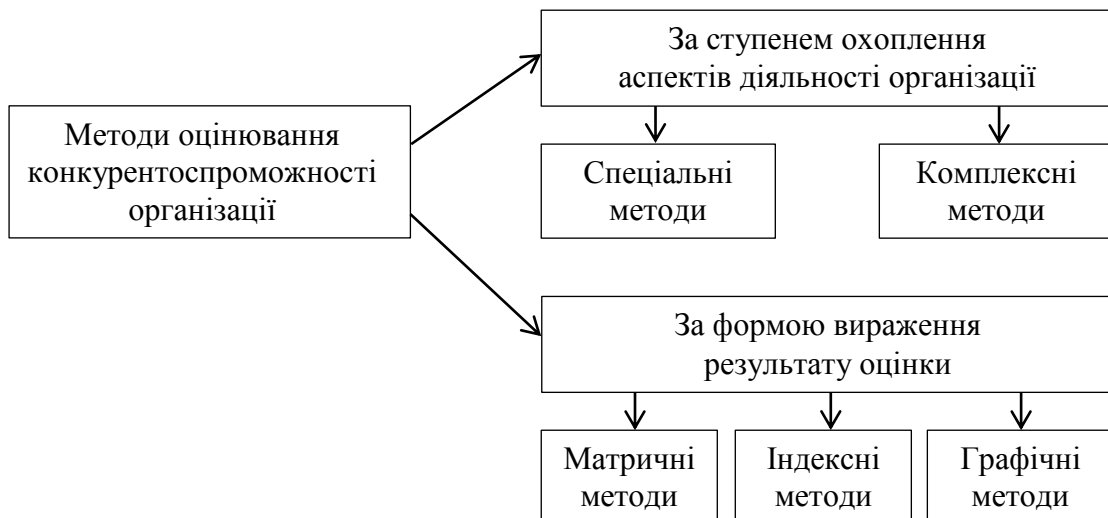 За ступенем охоплення
аспектів діяльності організації
Методи оцінювання
конкурентоспроможності
організації
Спеціальні
методи
Комплексні
методи
За формою вираження
результату оцінки
Матричні
методи
Індексні
методи
Графічні
методи